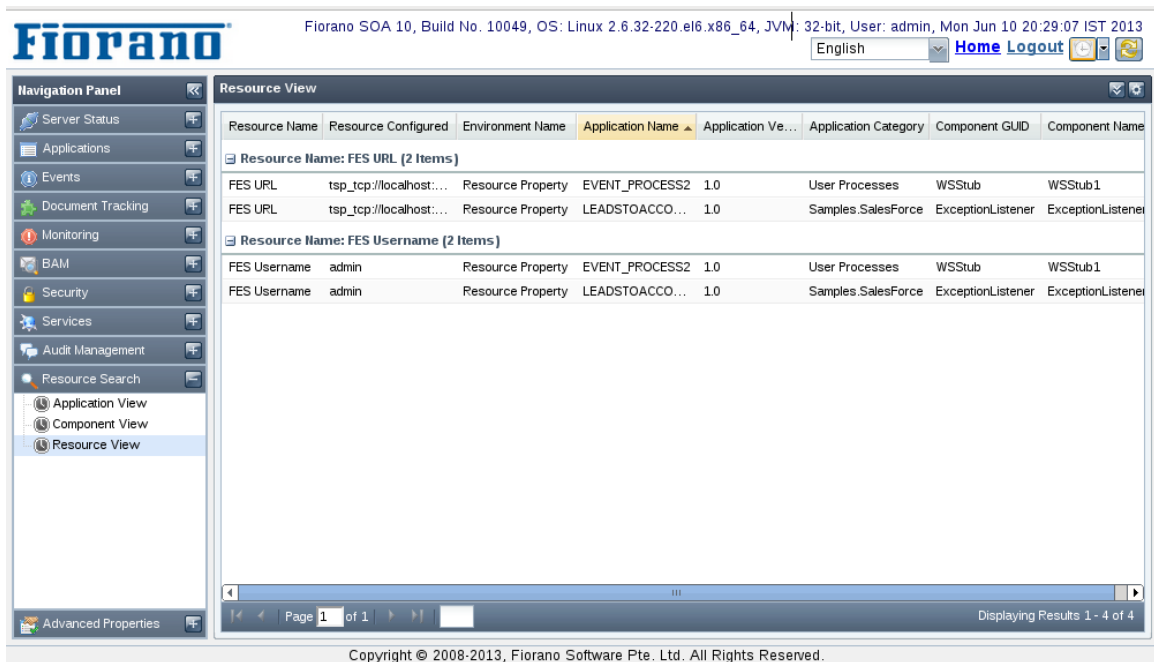 Fiorano
Fiorano SOA 10, Build No. 10049, OS: Linux 2.6.32-220.el6.x86_64, JVM: 32-bit, User: admin, Mon Jun 10 20:29:07 IST 2013
English Home Logout
Navigation Panel
Server Status
Applications
Events
Document Tracking
Monitoring
BAM
Security
Services
Audit Management
Resource Search
Application View
Component View
Resource View
Advanced Properties
Resource View
Resource Name Resource Configured Environment Name Application Name Application Ve... Application Category Component GUID Component Name
Resource Name: FES URL (2 Items)
FES URL tsp_tcp://localhost:... Resource Property EVENT_PROCESS2 1.0 User Processes WSStub WSStub1
FES URL tsp_tcp://localhost:... Resource Property LEADSTOACCO... 1.0 Samples.SalesForce ExceptionListener ExceptionListener
Resource Name: FES Username (2 Items)
FES Username admin Resource Property EVENT_PROCESS2 1.0 User Processes WSStub WSStub1
FES Username admin Resource Property LEADSTOACCO... 1.0 Samples.SalesForce ExceptionListener ExceptionListener
Page 1 of 1 Displaying Results 1 - 4 of 4
Copyright © 2008-2013, Fiorano Software Pte. Ltd. All Rights Reserved.